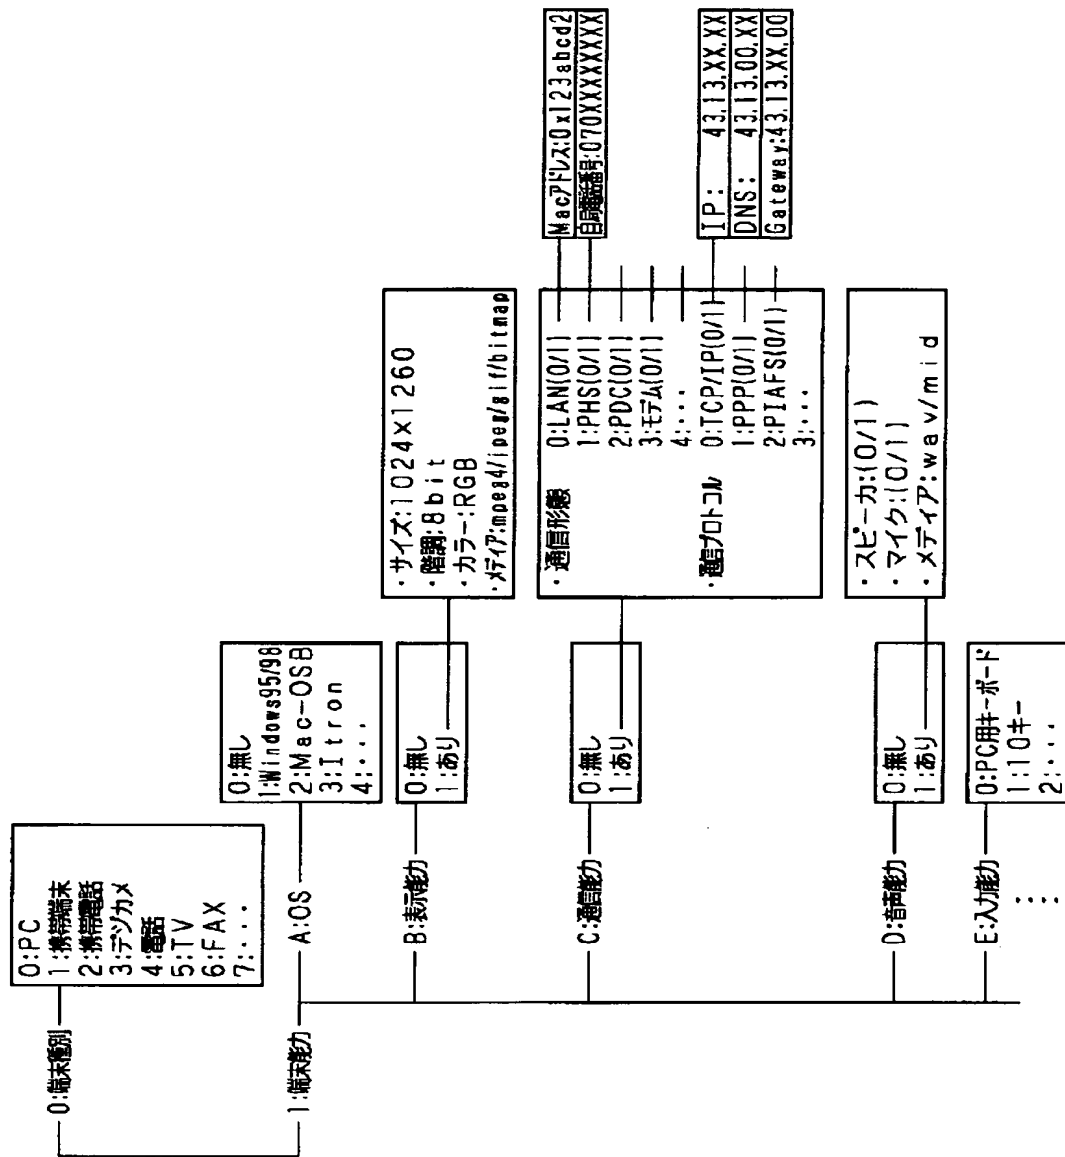 0:端末種別
0:PC
1:携帯端末
2:携帯電話
3:デジカメ
4:電話
5:TV
6:FAX
7:...
1:端末能力
A:OS
0:無し
1:Windows95/98
2:Mac-OS8
3:Itron
4:...
B:表示能力
0:無し
1:あり
・サイズ:1024x1260
・階調:8bit
・カラー:RGB
・メディア:mpeg4/jpeg/gif/bitmap
C:通信能力
0:無し
1:あり
・通信形態
0:LAN(0/1)
1:PHS(0/1)
2:PDC(0/1)
3:モデム(0/1)
4:...
Macアドレス:0x123abcd2
自局電話番号:070XXXXXXXX
・通信プロトコル
0:TCP/IP(0/1)
1:PPP(0/1)
2:PIAFS(0/1)
3:...
IP: 43.13.XX.XX
DNS: 43.13.00.XX
Gateway:43.13.XX.00
D:音声能力
0:無し
1:あり
・スピーカ:(0/1)
・マイク:(0/1)
・メディア:wav/mid
E:入力能力
0:PC用キーボード
1:10キー
2:...